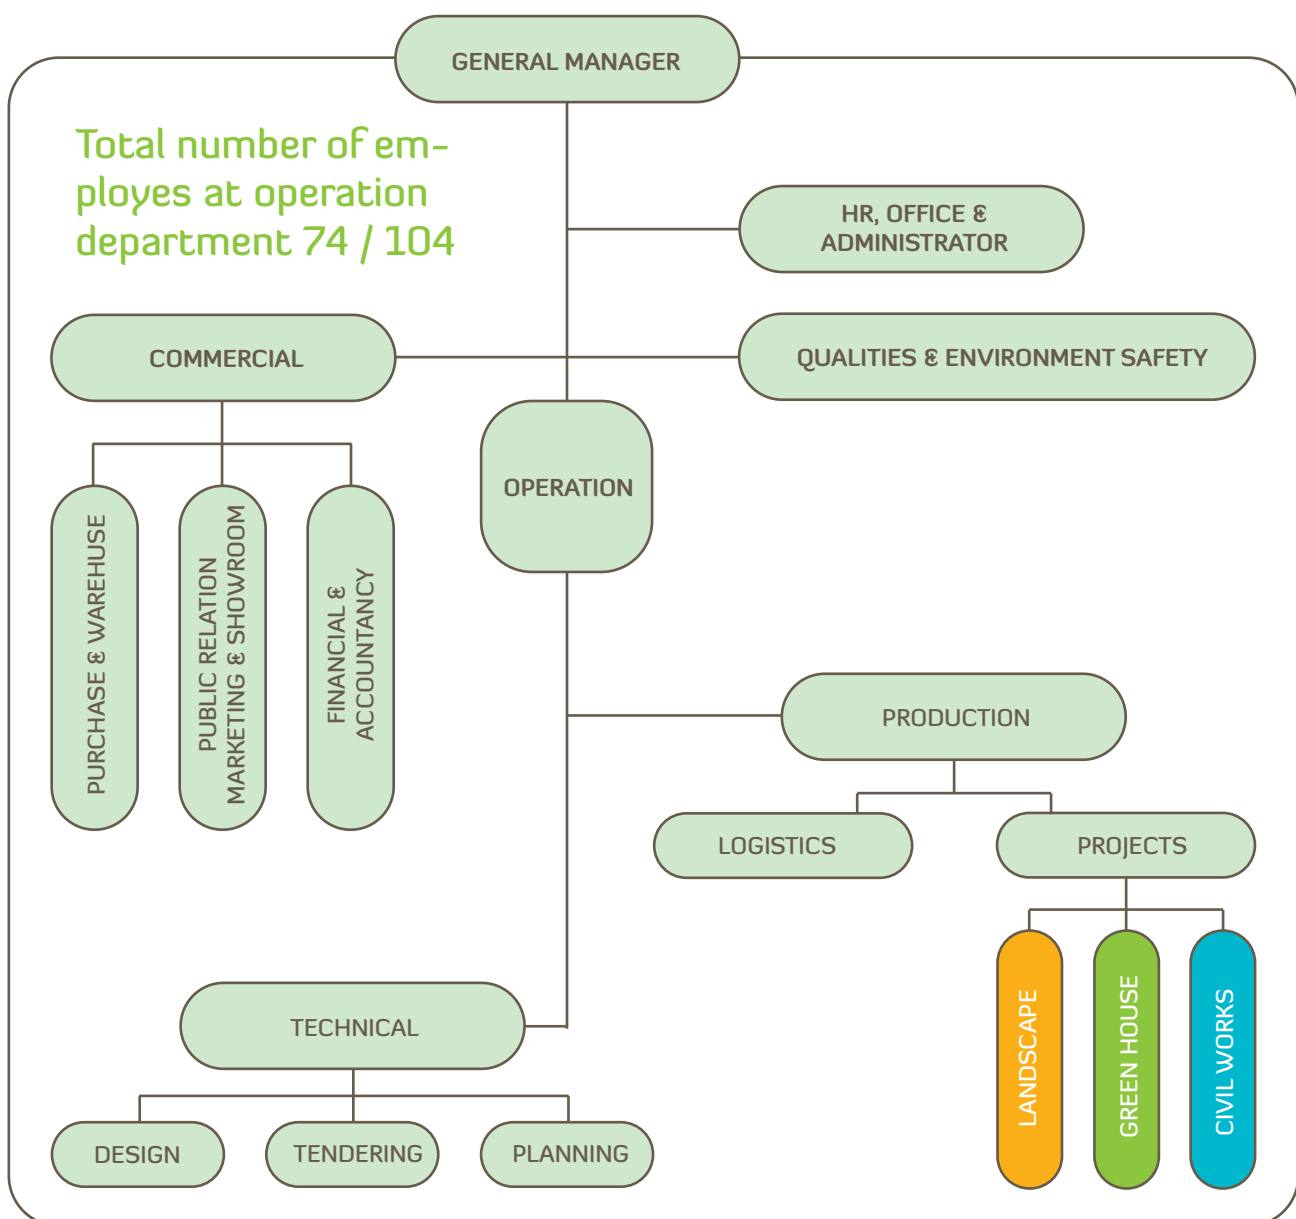 GENERAL MANAGER
Total number of em-
ployes at operation
department 74 / 104
HR, OFFICE &
ADMINISTRATOR
COMMERCIAL
QUALITIES & ENVIRONMENT SAFETY
OPERATION
PURCHASE & WAREHUSE
PUBLIC RELATION
MARKETING & SHOWROOM
FINANCIAL &
ACCOUNTANCY
PRODUCTION
LOGISTICS
PROJECTS
LANDSCAPE
GREEN HOUSE
CIVIL WORKS
TECHNICAL
DESIGN
TENDERING
PLANNING